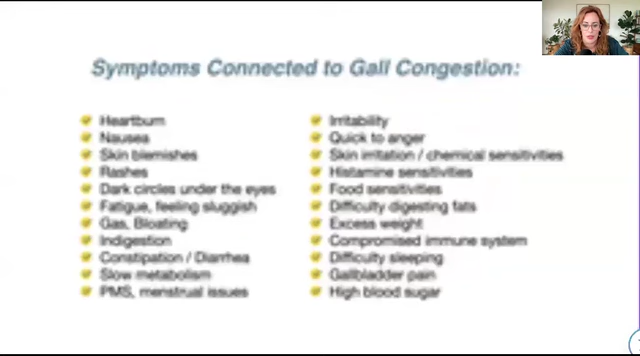 Symptoms Connected to Gall Congestion:
Heartburn
Nausea
Skin blemishes
Rashes
Dark circles under the eyes
Fatigue, feeling sluggish
Gas, Bloating
Indigestion
Constipation / Diarrhea
Slow metabolism
PMS, menstrual issues
Irritability
Quick to anger
Skin irritation / chemical sensitivities
Histamine sensitivities
Food sensitivities
Difficulty digesting fats
Excess weight
Compromised immune system
Difficulty sleeping
Gallbladder pain
High blood sugar